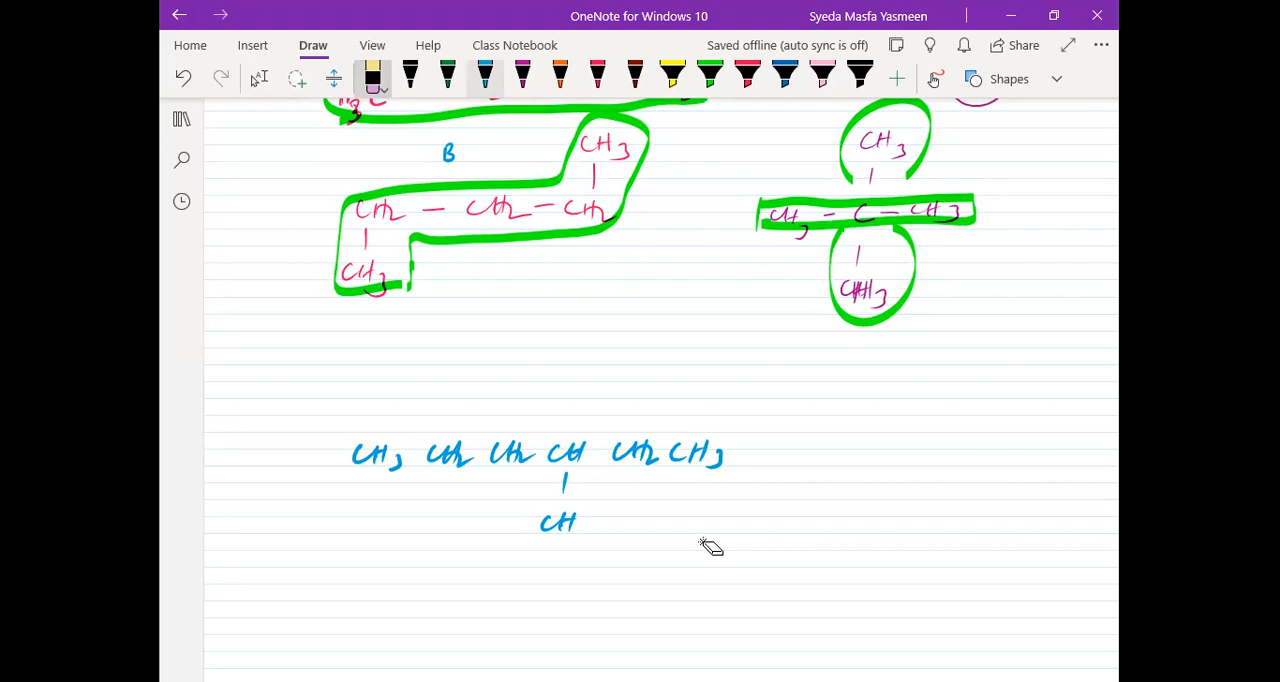 OneNote for Windows 10
Syeda Masfa Yasmeen
Home Insert Draw View Help Class Notebook Saved offline (auto sync is off) Share
Shapes
H3C
B
CH3
CH2 — CH2 — CH2
CH3
CH3
CH3 — C — CH3
CH3
CH3 CH2 CH2 CH CH2 CH3
CH